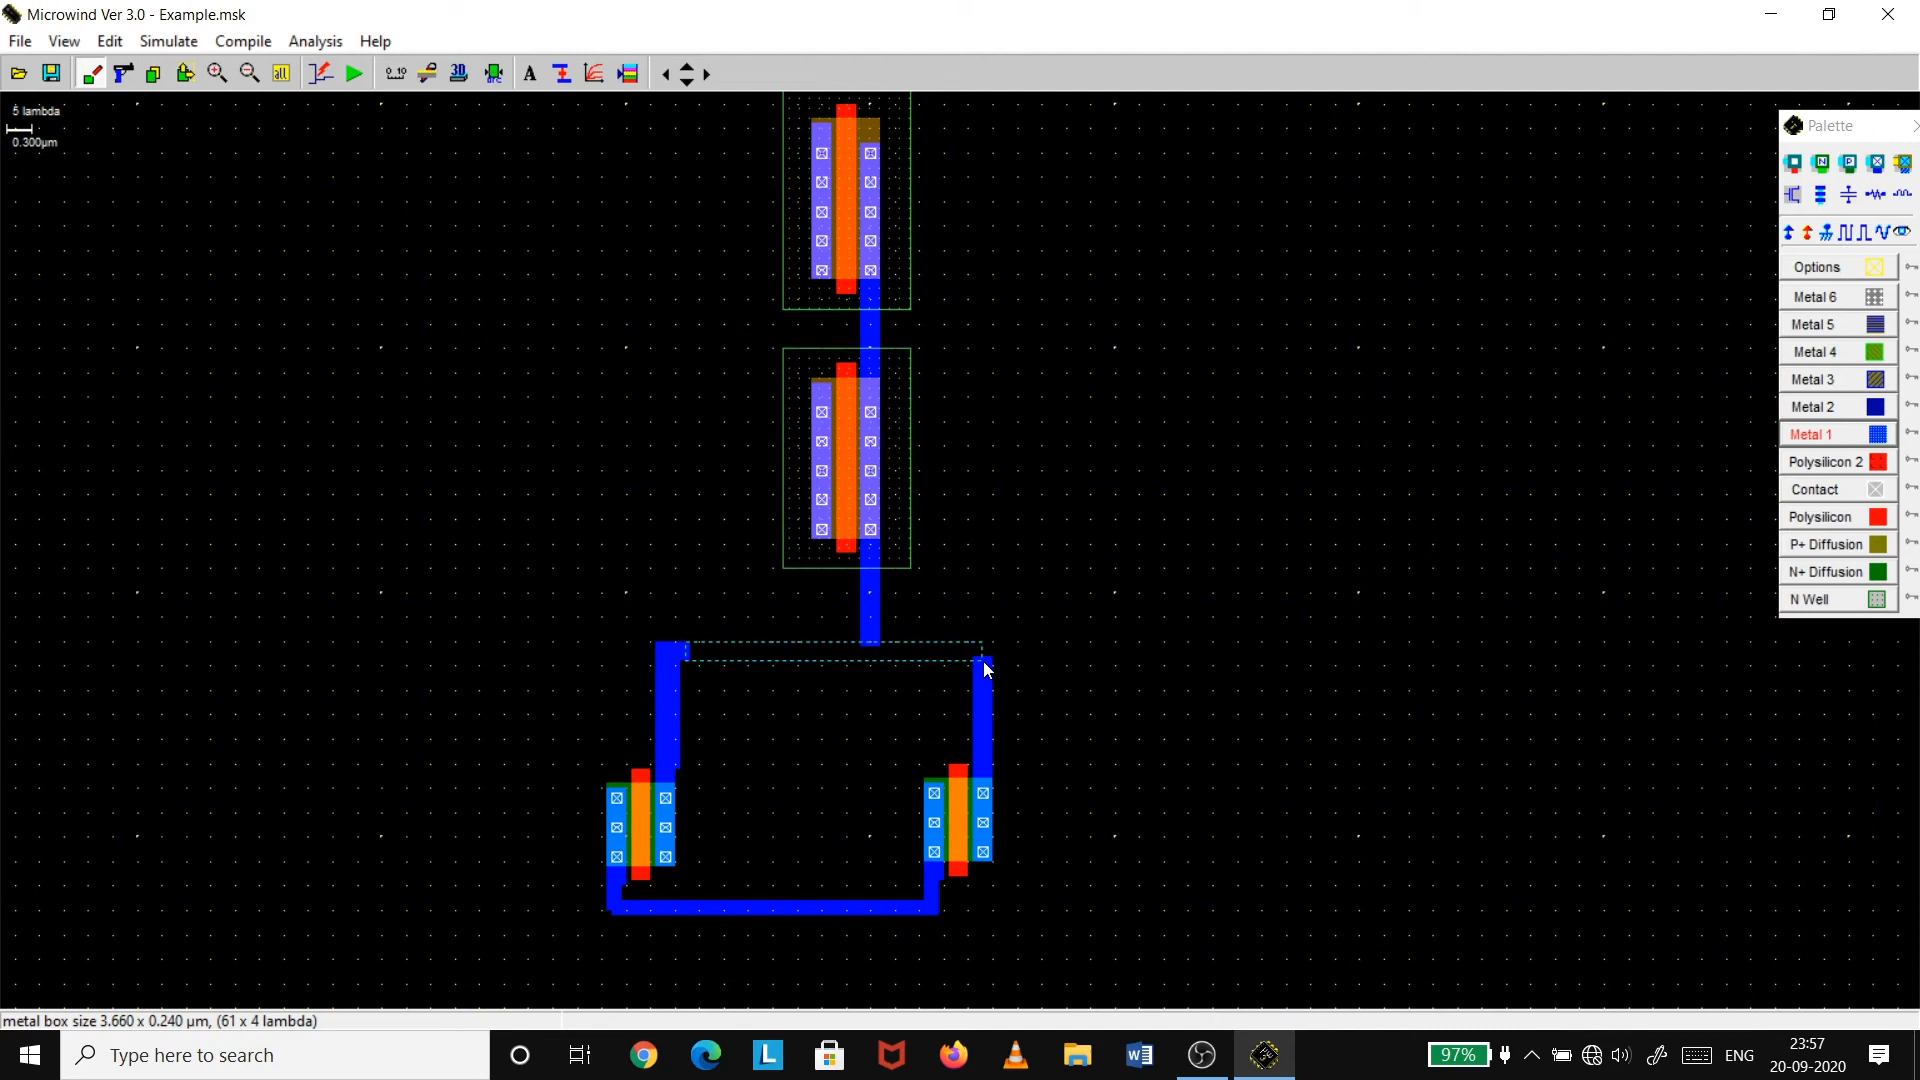 Microwind Ver 3.0 - Example.msk
File View Edit Simulate Compile Analysis Help
5 lambda
0.300µm
Palette
Options
Metal 6
Metal 5
Metal 4
Metal 3
Metal 2
Metal 1
Polysilicon 2
Contact
Polysilicon
P+ Diffusion
N+ Diffusion
N Well
metal box size 3.660 x 0.240 µm, (61 x 4 lambda)
Type here to search
97%
ENG
23:57
20-09-2020